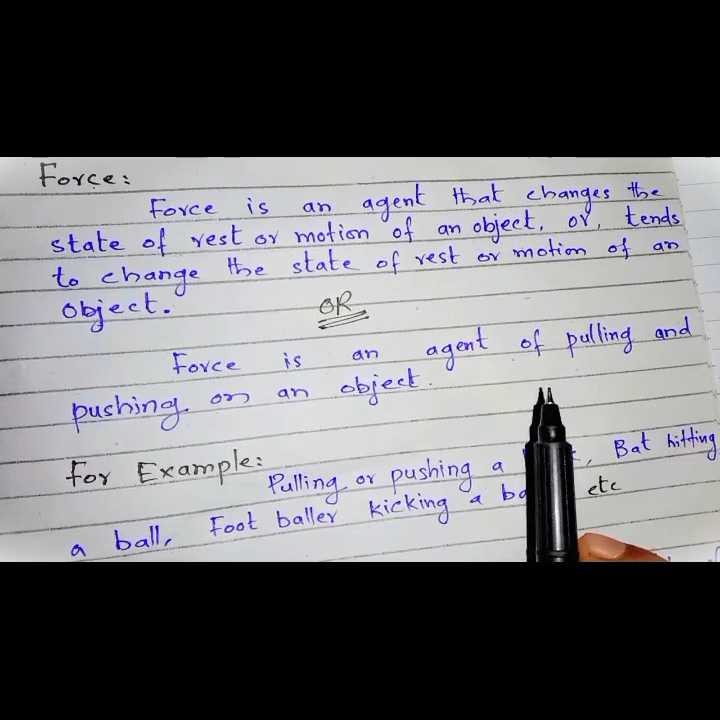 Force:
Force is an agent that changes the
state of rest or motion of an object, or, tends
to change the state of rest or motion of an
object.
OR
Force is an agent of pulling and
pushing on an object.
For Example:
Pulling or pushing a , Bat hitting
a ball, Foot baller kicking a etc